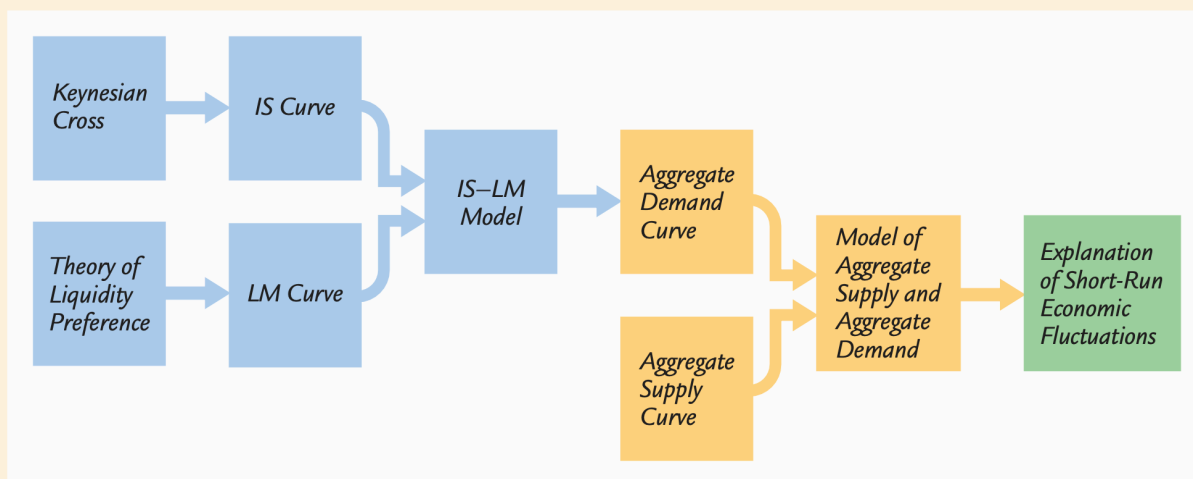 Keynesian
Cross
IS Curve
Theory of
Liquidity
Preference
LM Curve
IS–LM
Model
Aggregate
Demand
Curve
Aggregate
Supply
Curve
Model of
Aggregate
Supply and
Aggregate
Demand
Explanation
of Short-Run
Economic
Fluctuations